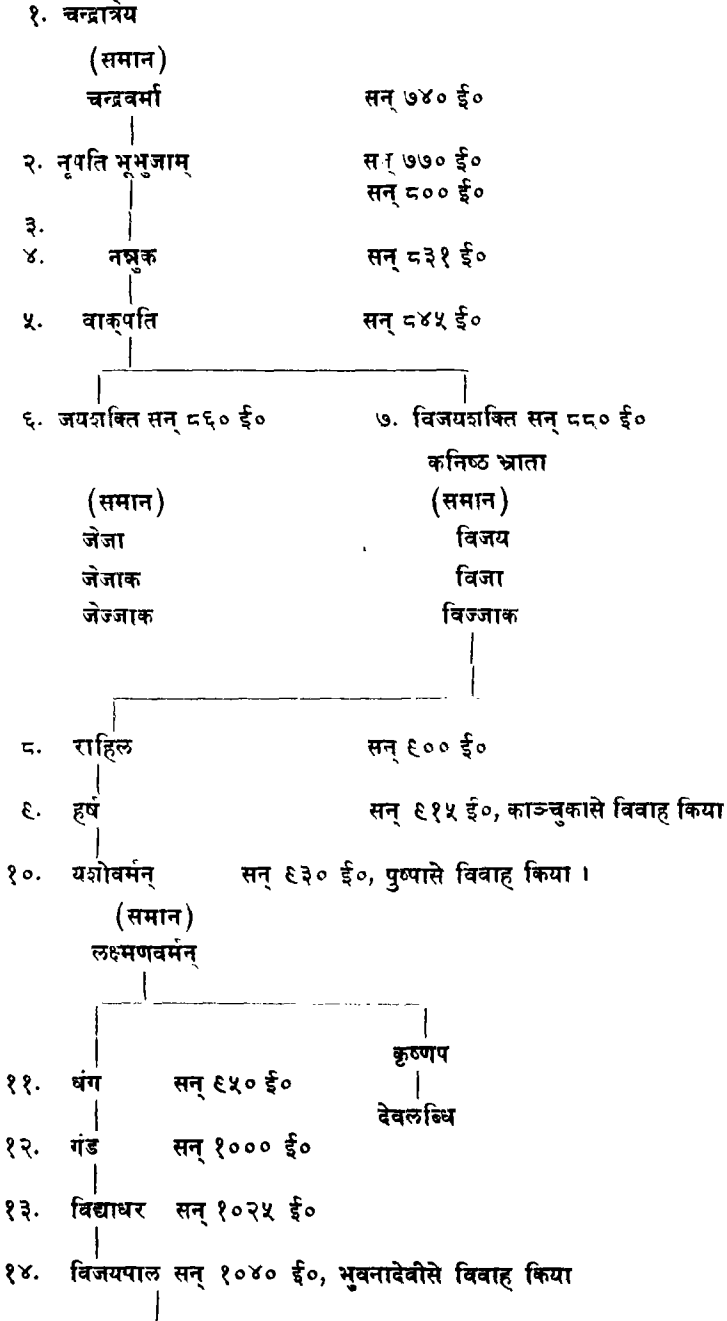 १. चन्द्रात्रेय
(समान)
चन्द्रवर्मा सन् ७४० ई०
२. नृपति भूभुजाम् सन् ७७० ई०
सन् ८०० ई०
३.
४. नन्नुक सन् ८३१ ई०
५. वाक्पति सन् ८४५ ई०
६. जयशक्ति सन् ८६० ई० ७. विजयशक्ति सन् ८८० ई०
कनिष्ठ भ्राता
(समान) (समान)
जेजा विजय
जेजाक विजा
जेज्जाक विज्जाक
८. राहिल सन् ९०० ई०
९. हर्ष सन् ९१५ ई०, काञ्चुकासे विवाह किया
१०. यशोवर्मन् सन् ९३० ई०, पुष्पासे विवाह किया ।
(समान)
लक्ष्मणवर्मन्
कृष्णप
११. धंग सन् ९५० ई०
देवलब्धि
१२. गंड सन् १००० ई०
१३. विद्याधर सन् १०२५ ई०
१४. विजयपाल सन् १०४० ई०, भुवनादेवीसे विवाह किया